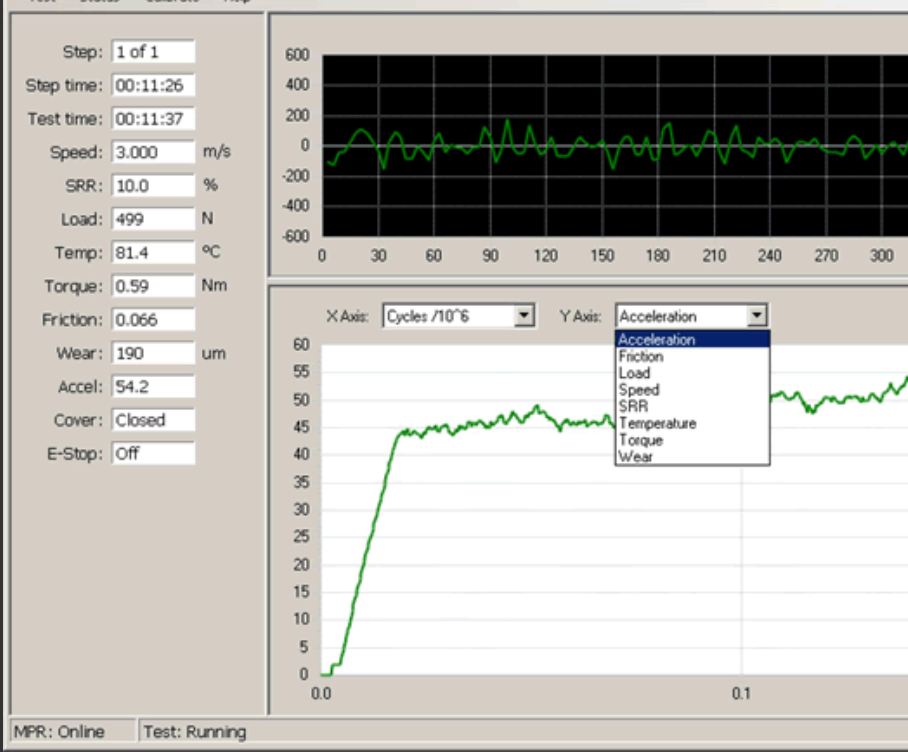 Test Status Calibrate Help
Step: 1 of 1
Step time: 00:11:26
Test time: 00:11:37
Speed: 3.000 m/s
SRR: 10.0 %
Load: 499 N
Temp: 81.4 ºC
Torque: 0.59 Nm
Friction: 0.066
Wear: 190 um
Accel: 54.2
Cover: Closed
E-Stop: Off
600
400
200
0
-200
-400
-600
0 30 60 90 120 150 180 210 240 270 300
X Axis: Cycles /10^6 Y Axis: Acceleration
Acceleration
Friction
Load
Speed
SRR
Temperature
Torque
Wear
60
55
50
45
40
35
30
25
20
15
10
5
0
0.0 0.1
MPR: Online Test: Running